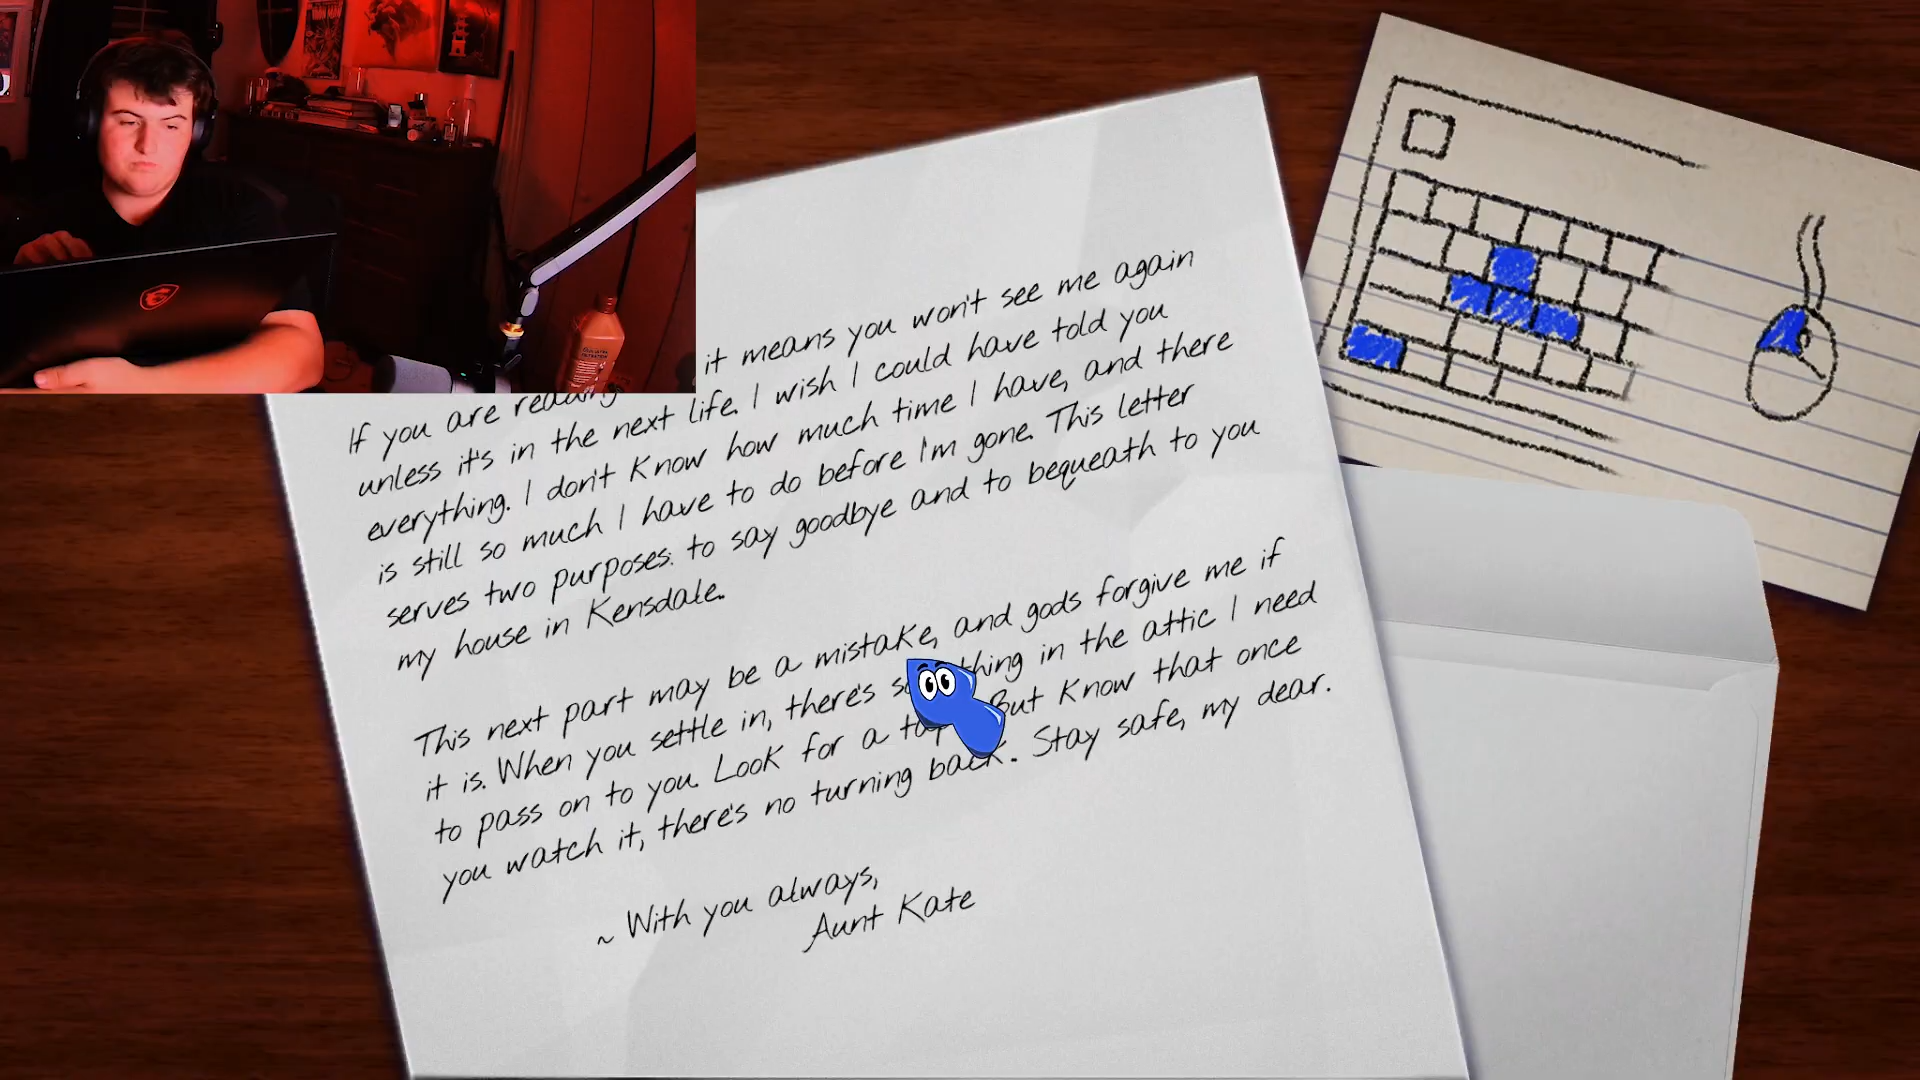 If you are reading it means you won't see me again
unless it's in the next life. I wish I could have told you
everything. I don't know how much time I have, and there
is still so much I have to do before I'm gone. This letter
serves two purposes: to say goodbye and to bequeath to you
my house in Kensdale.
This next part may be a mistake, and gods forgive me if
it is. When you settle in, there's something in the attic I need
to pass on to you. Look for a But know that once
you watch it, there's no turning back. Stay safe, my dear.
~ With you always,
Aunt Kate